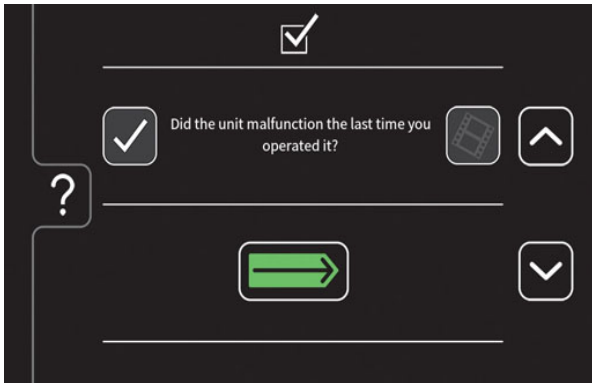 Did the unit malfunction the last time you
operated it?
?